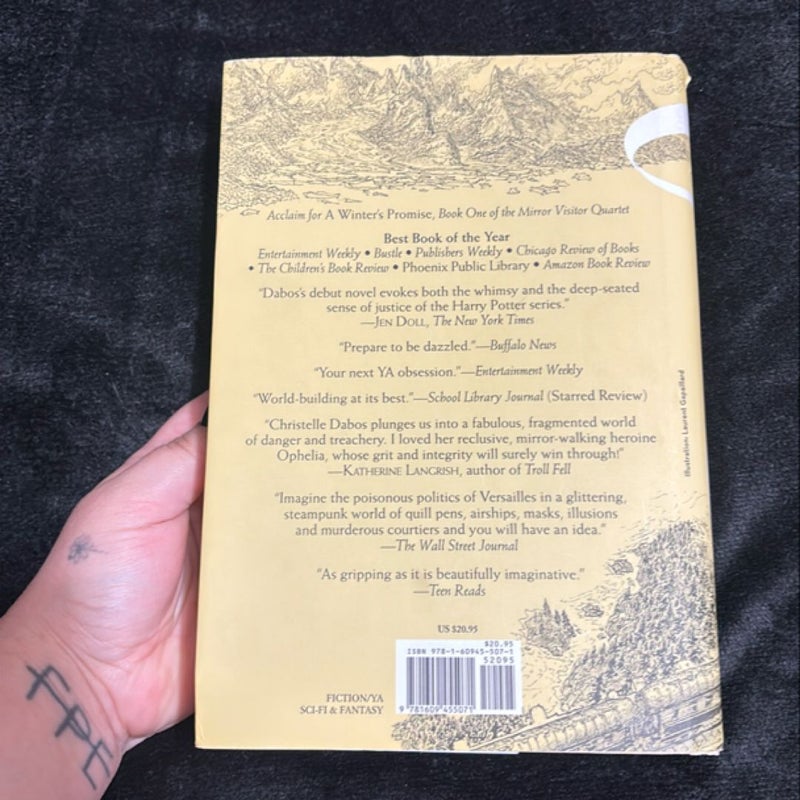 Acclaim for A Winter's Promise, Book One of the Mirror Visitor Quartet
Best Book of the Year
Entertainment Weekly • Bustle • Publishers Weekly • Chicago Review of Books
• The Children's Book Review • Phoenix Public Library • Amazon Book Review
"Dabos's debut novel evokes both the whimsy and the deep-seated
sense of justice of the Harry Potter series."
—JEN DOLL, The New York Times
"Prepare to be dazzled."—Buffalo News
"Your next YA obsession."—Entertainment Weekly
"World-building at its best."—School Library Journal (Starred Review)
"Christelle Dabos plunges us into a fabulous, fragmented world
of danger and treachery. I loved her reclusive, mirror-walking heroine
Ophelia, whose grit and integrity will surely win through!"
—KATHERINE LANGRISH, author of Troll Fell
"Imagine the poisonous politics of Versailles in a glittering,
steampunk world of quill pens, airships, masks, illusions
and murderous courtiers and you will have an idea."
—The Wall Street Journal
"As gripping as it is beautifully imaginative."
—Teen Reads
Illustration: Laurent Gapaillard
US $20.95
$20.95
ISBN 978-1-60945-507-1
52095
9 781609 455071
FICTION/YA
SCI-FI & FANTASY
FPE